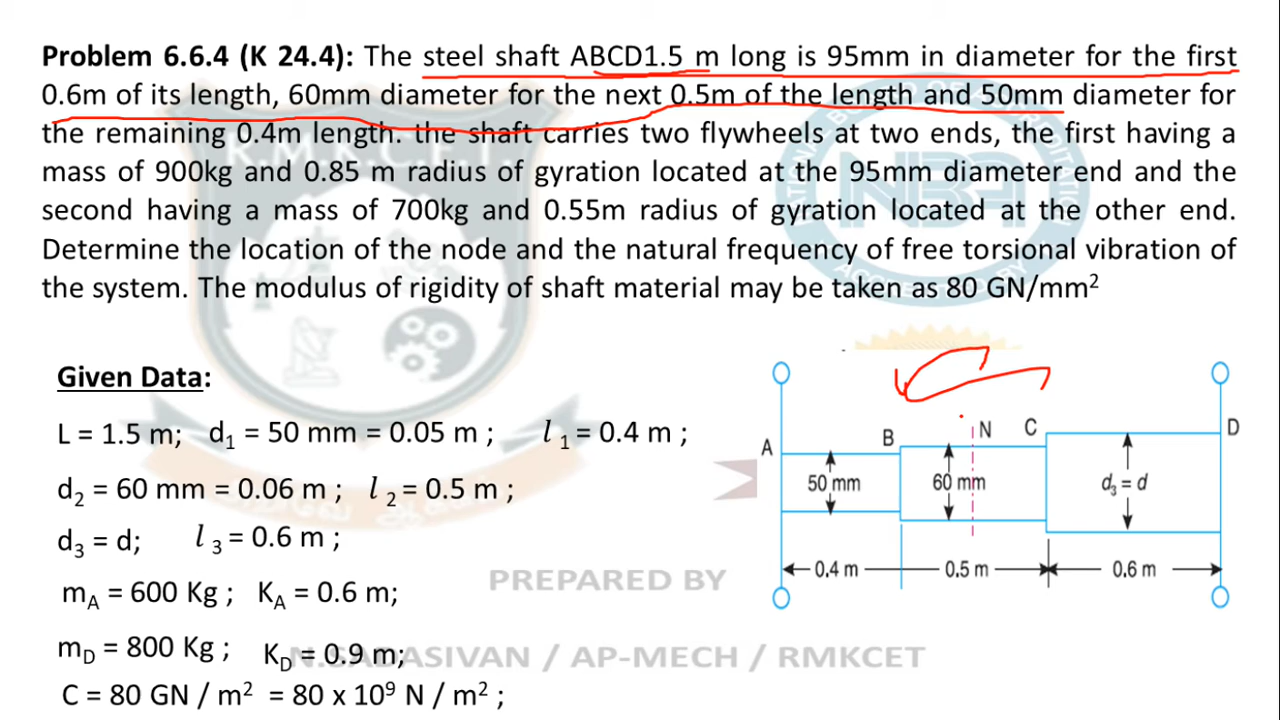 Problem 6.6.4 (K 24.4): The steel shaft ABCD1.5 m long is 95mm in diameter for the first
0.6m of its length, 60mm diameter for the next 0.5m of the length and 50mm diameter for
the remaining 0.4m length. the shaft carries two flywheels at two ends, the first having a
mass of 900kg and 0.85 m radius of gyration located at the 95mm diameter end and the
second having a mass of 700kg and 0.55m radius of gyration located at the other end.
Determine the location of the node and the natural frequency of free torsional vibration of
the system. The modulus of rigidity of shaft material may be taken as 80 GN/mm²
Given Data:
L = 1.5 m; d₁ = 50 mm = 0.05 m ; l ₁ = 0.4 m ;
d₂ = 60 mm = 0.06 m ; l ₂ = 0.5 m ;
d₃ = d; l ₃ = 0.6 m ;
mA = 600 Kg ; KA = 0.6 m;
mD = 800 Kg ; KD = 0.9 m;
C = 80 GN / m² = 80 x 10⁹ N / m² ;
A B N C D
50 mm 60 mm d₃ = d
0.4 m 0.5 m 0.6 m
R.M.K.C.E.T.
NBA
PREPARED BY
N.SADASIVAN / AP-MECH / RMKCET